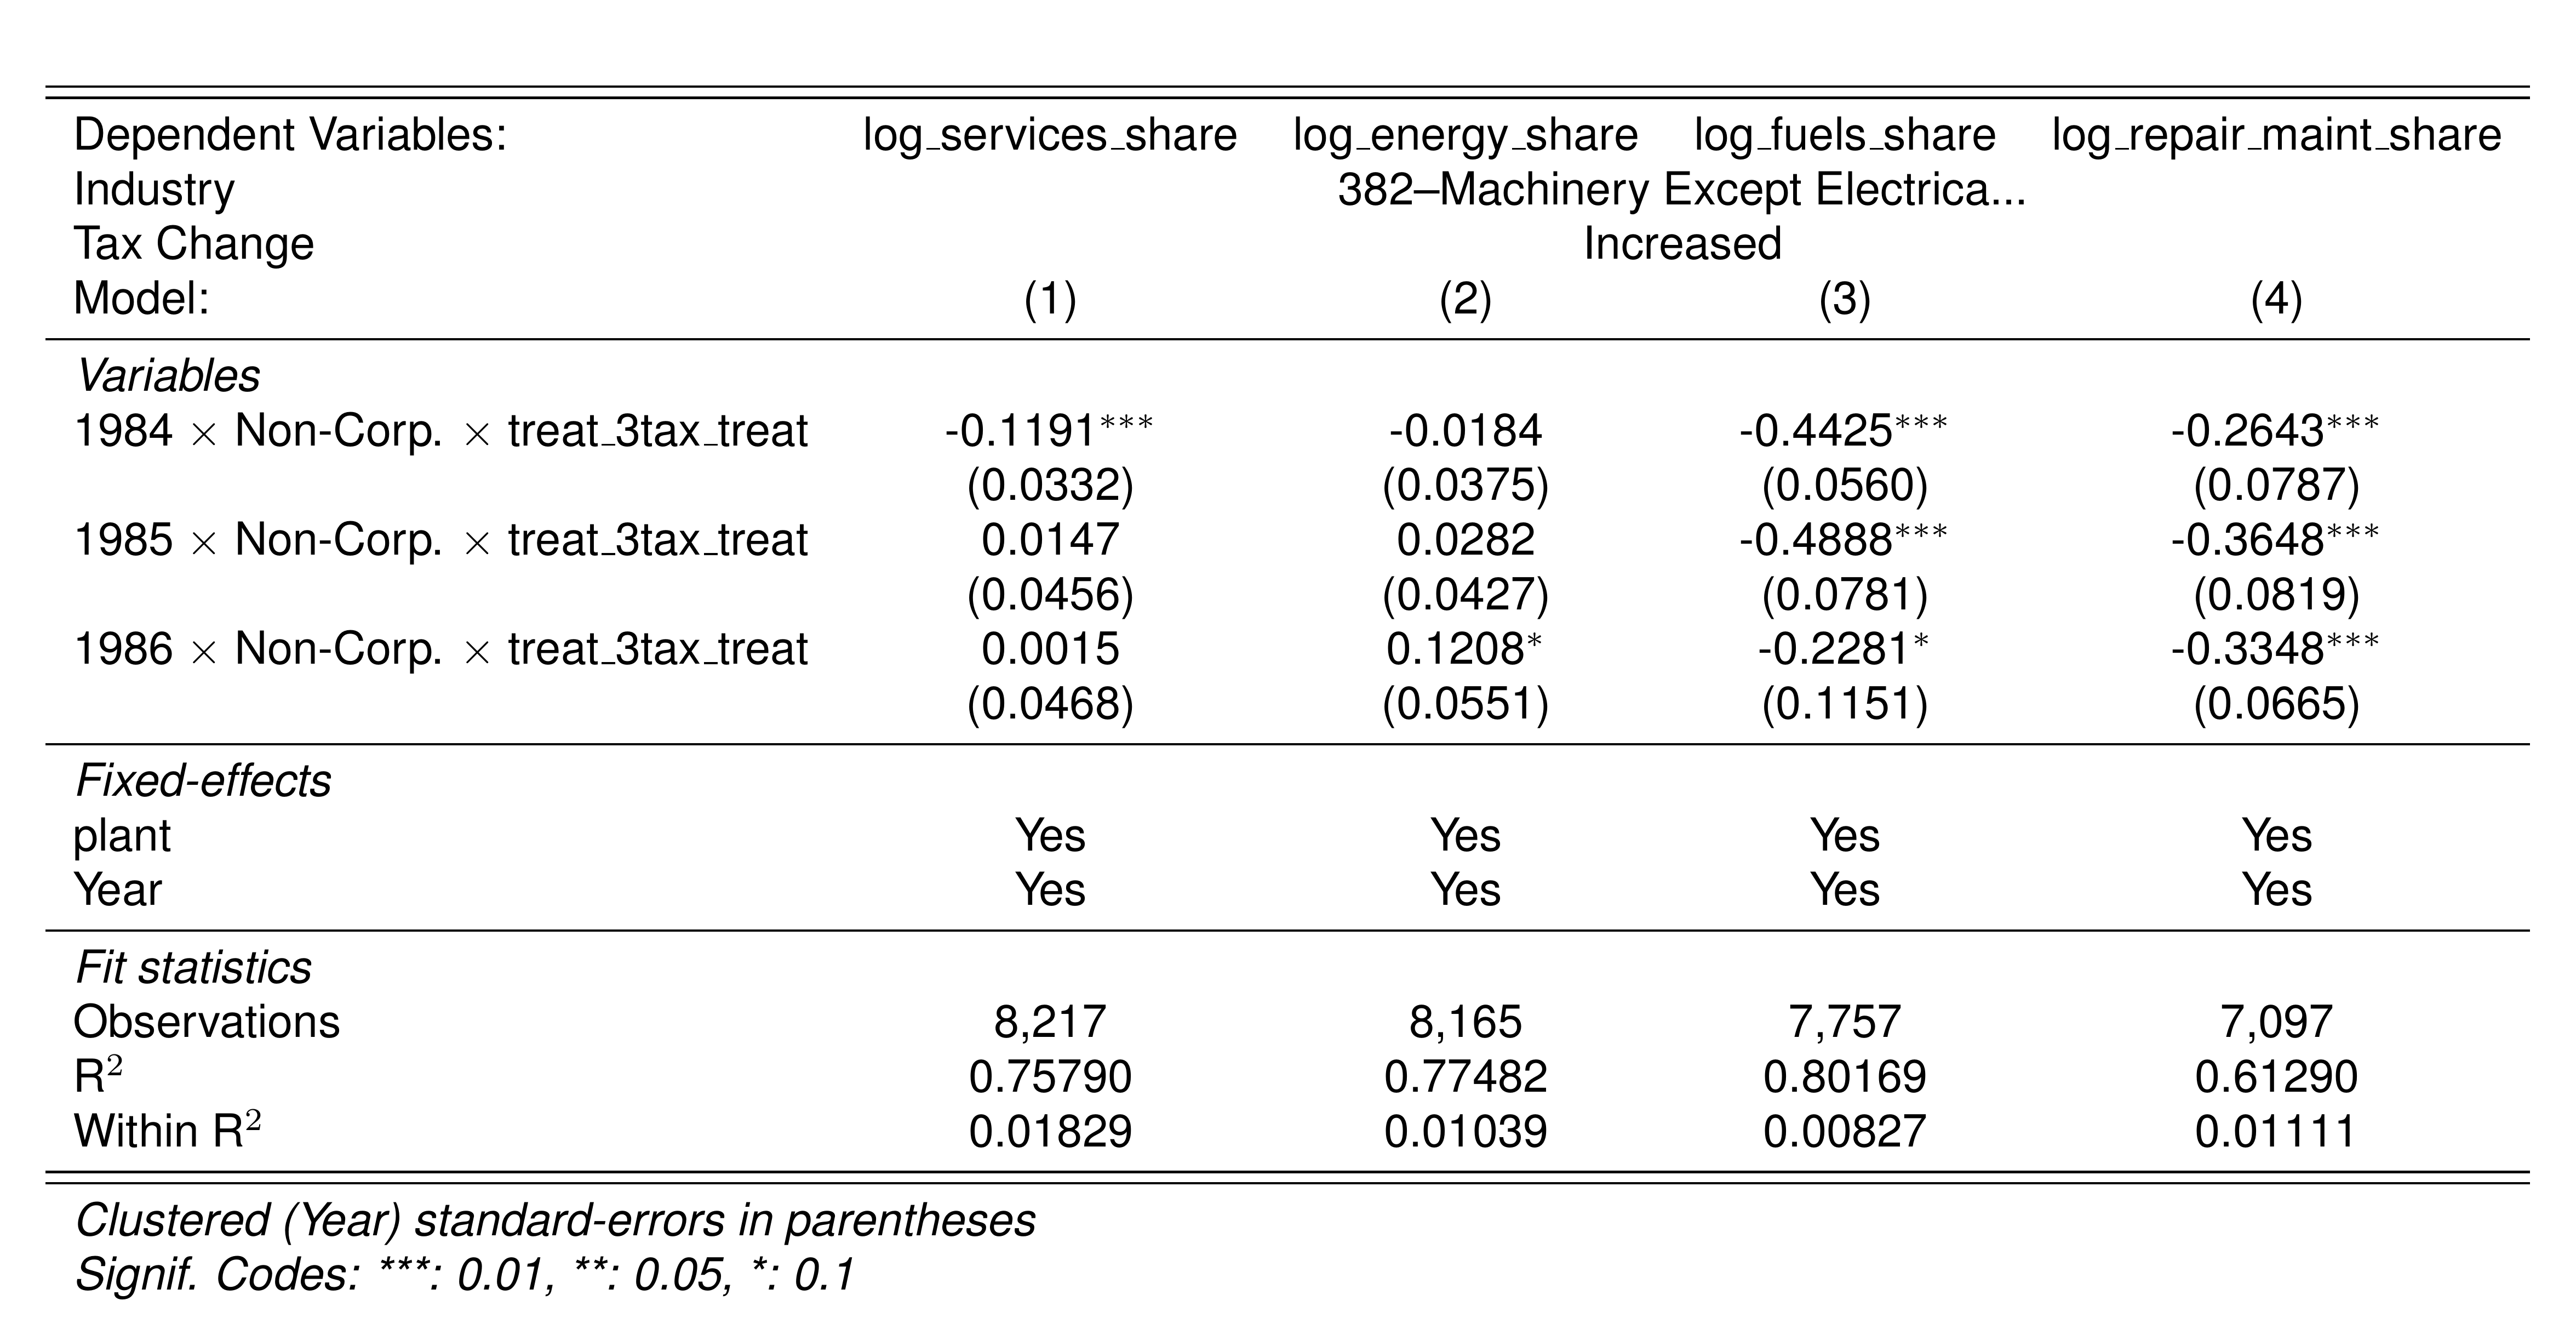 Dependent Variables: log_services_share log_energy_share log_fuels_share log_repair_maint_share
Industry 382–Machinery Except Electrica...
Tax Change Increased
Model: (1) (2) (3) (4)
Variables
1984 × Non-Corp. × treat_3tax_treat -0.1191*** -0.0184 -0.4425*** -0.2643***
(0.0332) (0.0375) (0.0560) (0.0787)
1985 × Non-Corp. × treat_3tax_treat 0.0147 0.0282 -0.4888*** -0.3648***
(0.0456) (0.0427) (0.0781) (0.0819)
1986 × Non-Corp. × treat_3tax_treat 0.0015 0.1208* -0.2281* -0.3348***
(0.0468) (0.0551) (0.1151) (0.0665)
Fixed-effects
plant Yes Yes Yes Yes
Year Yes Yes Yes Yes
Fit statistics
Observations 8,217 8,165 7,757 7,097
R² 0.75790 0.77482 0.80169 0.61290
Within R² 0.01829 0.01039 0.00827 0.01111
Clustered (Year) standard-errors in parentheses
Signif. Codes: ***: 0.01, **: 0.05, *: 0.1